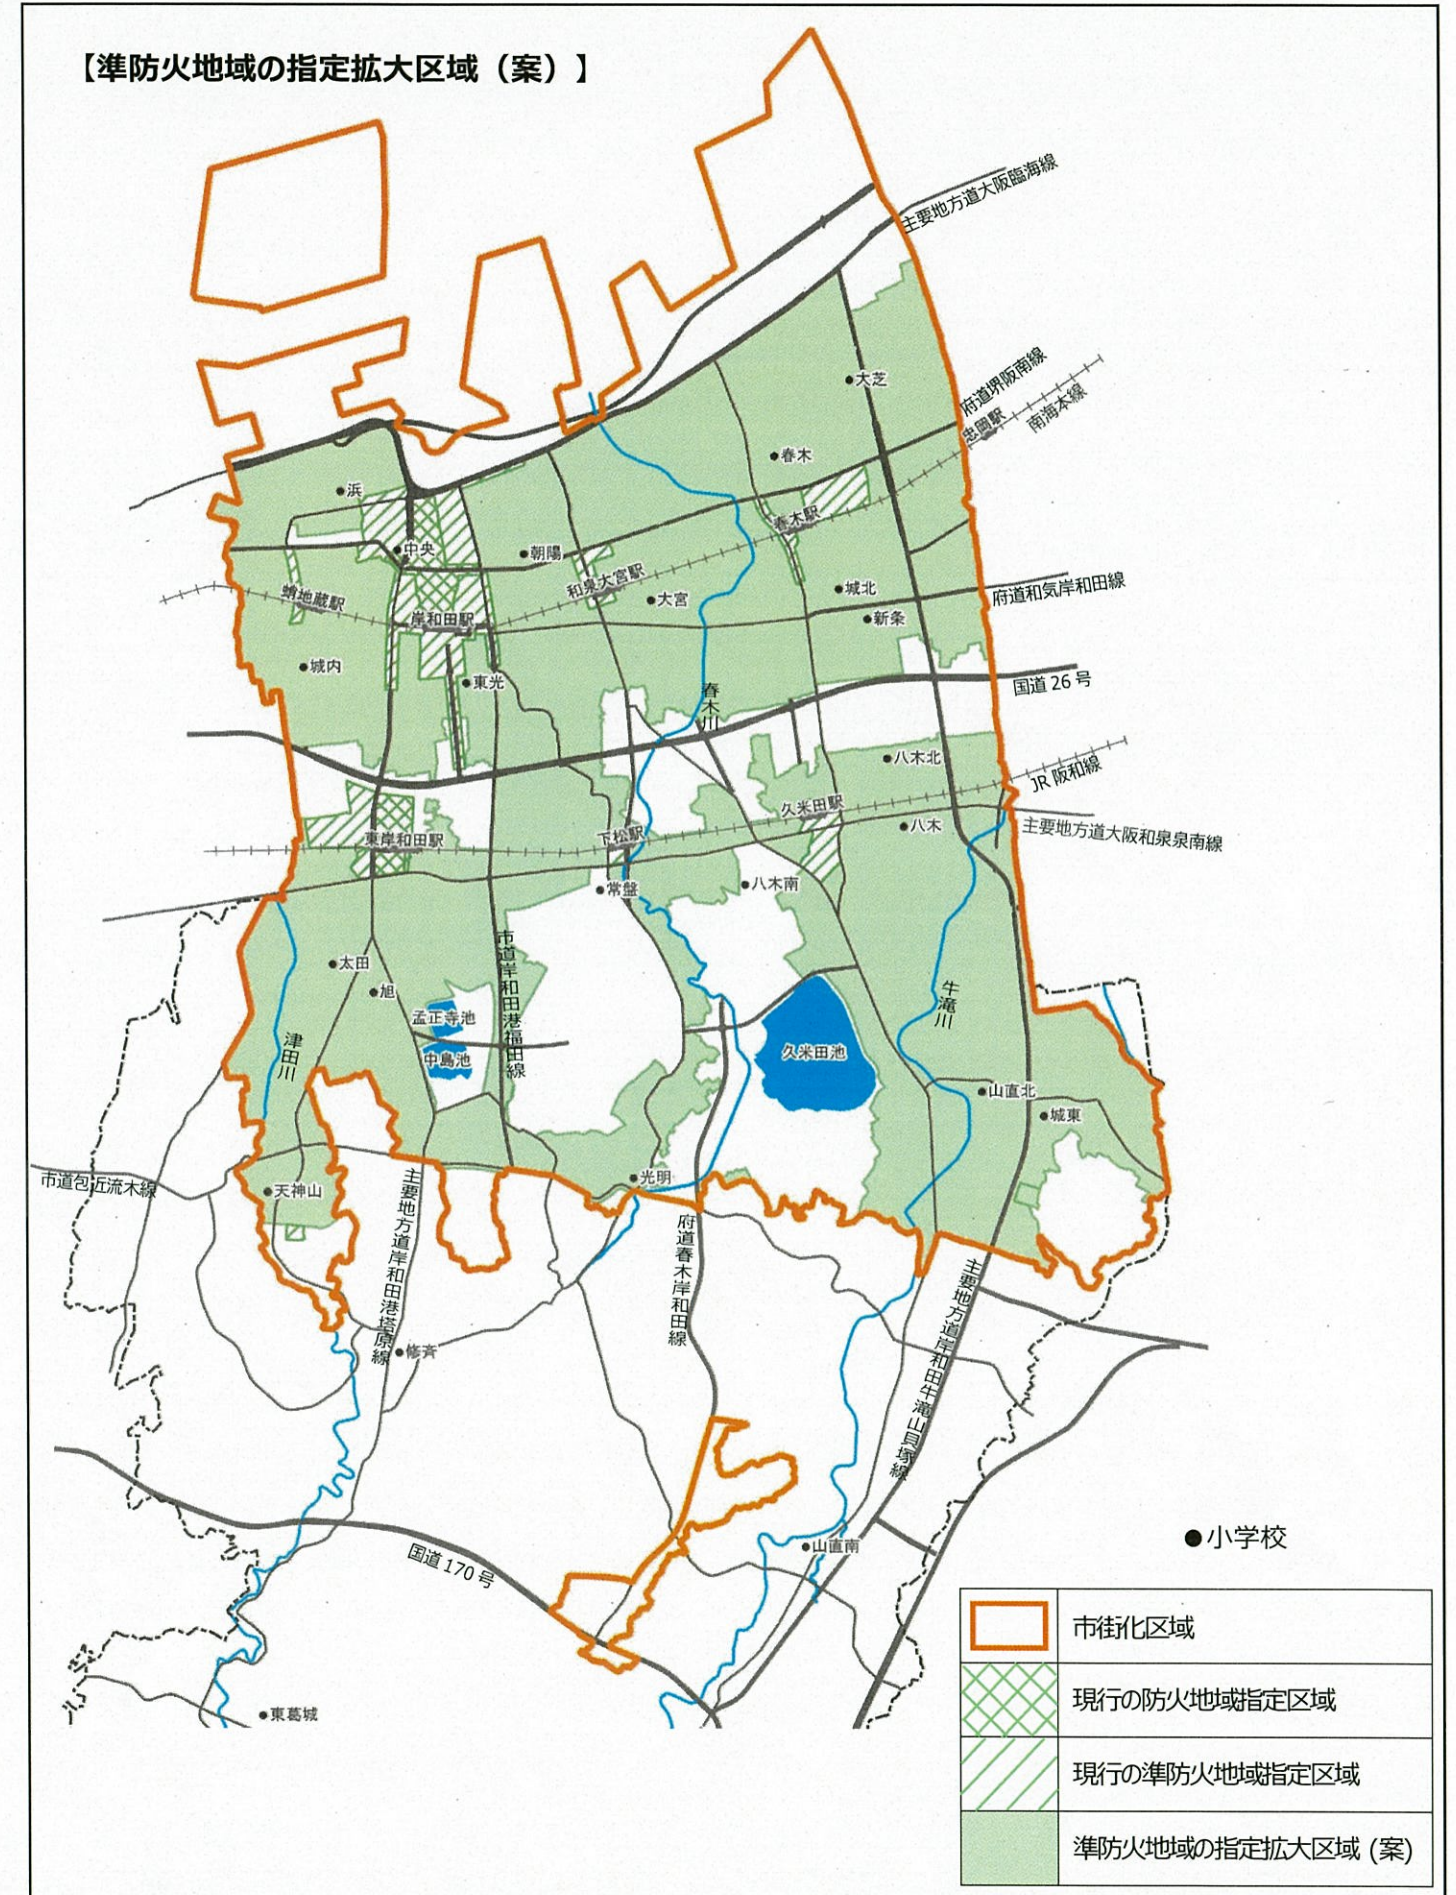 【準防火地域の指定拡大区域（案）】
主要地方道大阪臨海線
府道堺阪南線
忠岡駅
南海本線
大芝
春木
浜
春木駅
中央
朝陽
和泉大宮駅
蛸地蔵駅
大宮
城北
府道和気岸和田線
岸和田駅
新条
城内
東光
国道26号
春木川
八木北
JR阪和線
久米田駅
東岸和田駅
下松駅
八木
主要地方道大阪和泉泉南線
常盤
八木南
太田
旭
市道岸和田港福田線
孟正寺池
中島池
久米田池
牛滝川
津田川
山直北
城東
市道包近流木線
天神山
光明
主要地方道岸和田港塔原線
府道春木岸和田線
主要地方道岸和田牛滝山貝塚線
修斉
国道170号
山直南
東葛城
●小学校
市街化区域
現行の防火地域指定区域
現行の準防火地域指定区域
準防火地域の指定拡大区域（案）